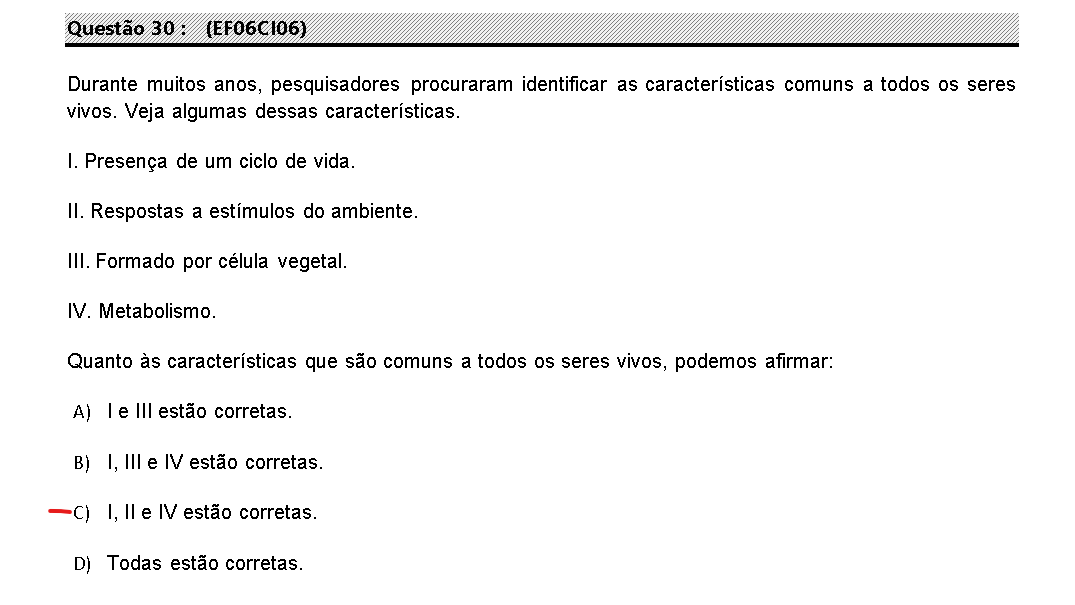 Questão 30 : (EF06CI06)
Durante muitos anos, pesquisadores procuraram identificar as características comuns a todos os seres
vivos. Veja algumas dessas características.
I. Presença de um ciclo de vida.
II. Respostas a estímulos do ambiente.
III. Formado por célula vegetal.
IV. Metabolismo.
Quanto às características que são comuns a todos os seres vivos, podemos afirmar:
A) I e III estão corretas.
B) I, III e IV estão corretas.
C) I, II e IV estão corretas.
D) Todas estão corretas.